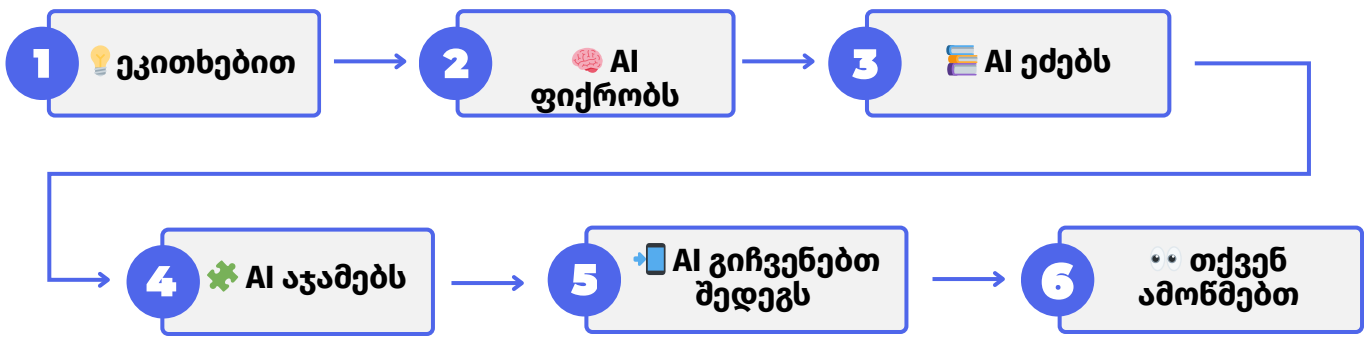 1
💡ეკითხებით
2
🧠 AI
ფიქრობს
3
📚 AI ეძებს
4
🧩 AI აჯამებს
5
📲 AI გიჩვენებთ
შედეგს
6
👀 თქვენ
ამოწმებთ